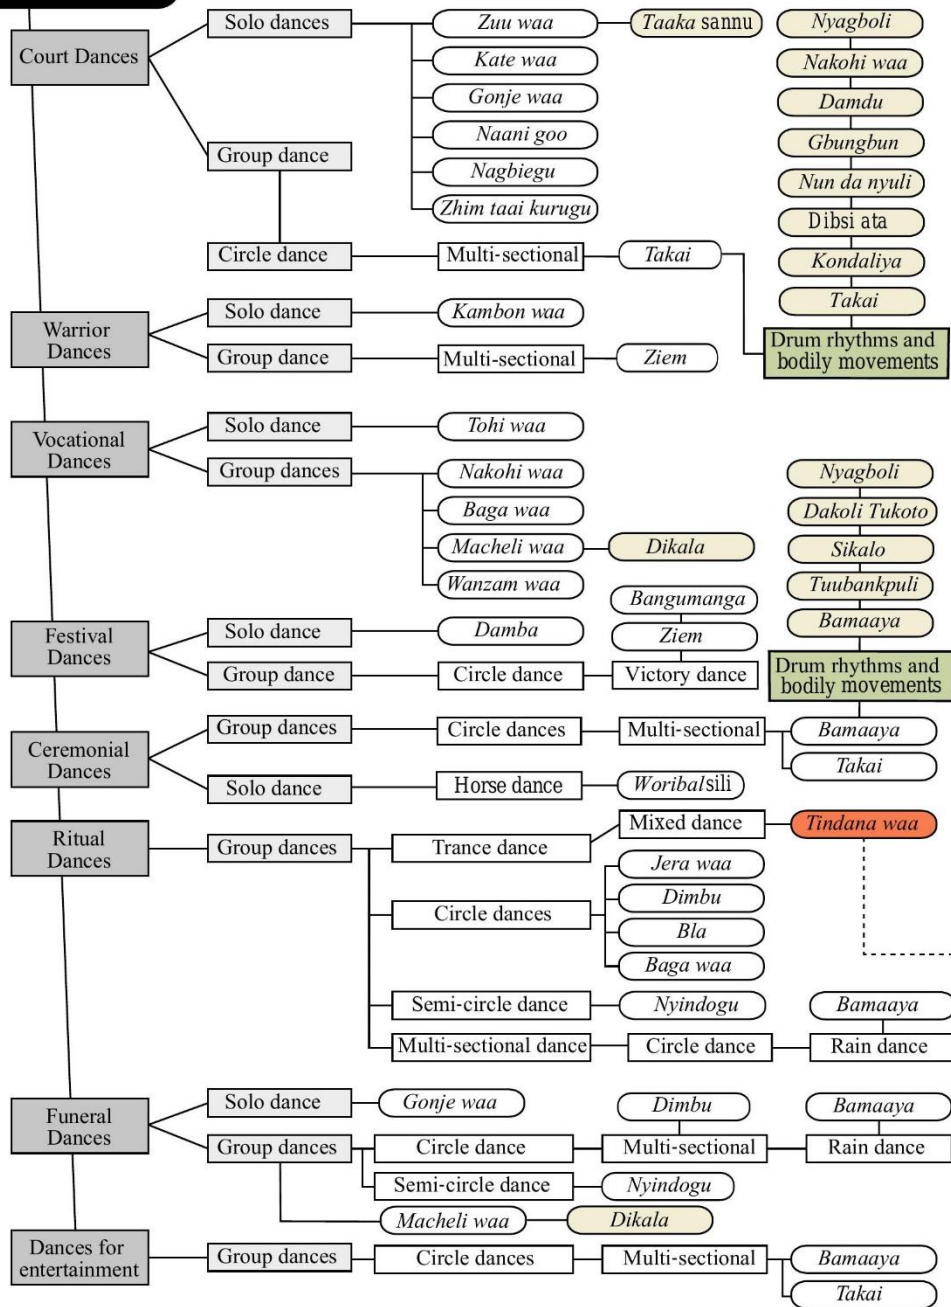 Solo dances
Zuu waa
Taaka sannu
Nyagboli
Court Dances
Kate waa
Nakohi waa
Gonje waa
Damdu
Naani goo
Gbungbun
Group dance
Nagbiegu
Nun da nyuli
Zhim taai kurugu
Dibsi ata
Circle dance
Multi-sectional
Takai
Kondaliya
Takai
Warrior
Dances
Solo dance
Kambon waa
Drum rhythms and
bodily movements
Group dance
Multi-sectional
Ziem
Vocational
Dances
Solo dance
Tohi waa
Group dances
Nakohi waa
Nyagboli
Baga waa
Dakoli Tukoto
Macheli waa
Dikala
Sikalo
Wanzam waa
Tuubankpuli
Bangumanga
Bamaaya
Festival
Dances
Solo dance
Damba
Ziem
Group dance
Circle dance
Victory dance
Drum rhythms and
bodily movements
Ceremonial
Dances
Group dances
Circle dances
Multi-sectional
Bamaaya
Takai
Solo dance
Horse dance
Woribalsili
Ritual
Dances
Group dances
Trance dance
Mixed dance
Tindana waa
Circle dances
Jera waa
Dimbu
Bla
Baga waa
Semi-circle dance
Nyindogu
Bamaaya
Multi-sectional dance
Circle dance
Rain dance
Funeral
Dances
Solo dance
Gonje waa
Dimbu
Bamaaya
Group dances
Circle dance
Multi-sectional
Rain dance
Semi-circle dance
Nyindogu
Macheli waa
Dikala
Dances for
entertainment
Group dances
Circle dances
Multi-sectional
Bamaaya
Takai